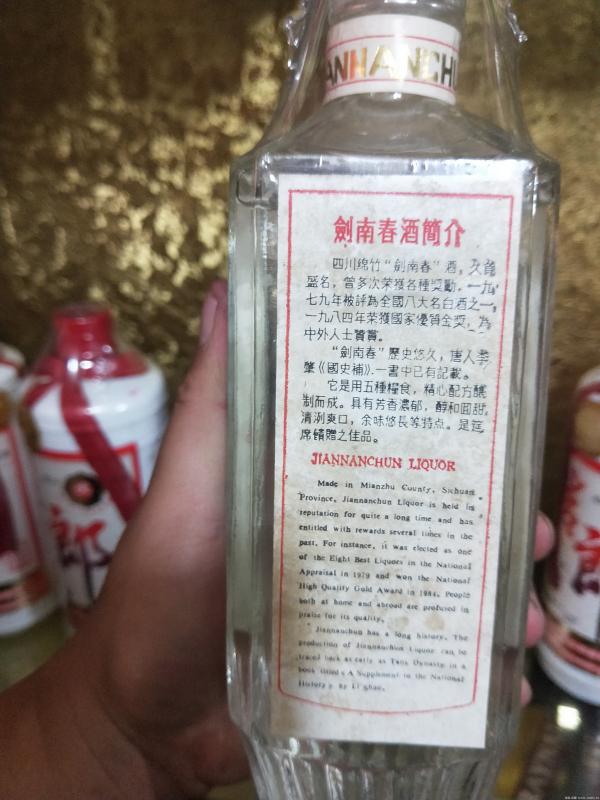 ANNANCHU
劍南春酒簡介
四川绵竹“劍南春”酒，久負
盛名，曾多次荣獲各種獎勵，一九
七九年被評為全國八大名白酒之一，
一九八四年荣獲國家優質金奖，為
中外人士贊賞。
“劍南春”歷史悠久，唐人李
肇《國史補》一書中已有記載。
它是用五種糧食，精心配方釀
制而成。具有芳香濃郁，醇和回甜，
清洌爽口，余味悠長等特点。是筵
席饋贈之佳品。
JIANNANCHUN LIQUOR
Made in Mianzhu County, Sichuan
Province, Jiannanchun Liquor is held in
reputation for quite a long time and has
entitled with rewards several times in the
past. For instance, it was elected as one
of the Eight Best Liquors in the National
Appraisal in 1979 and won the National
High Quality Gold Award in 1984. People
both at home and abroad are profused in
praise for its quality.
Jiannanchun has a long history. The
production of Jiannanchun Liquor can be
traced back as early as Tang Dynasty in a
book titled « A Supplement to the National
History » by Li zhao.
郎